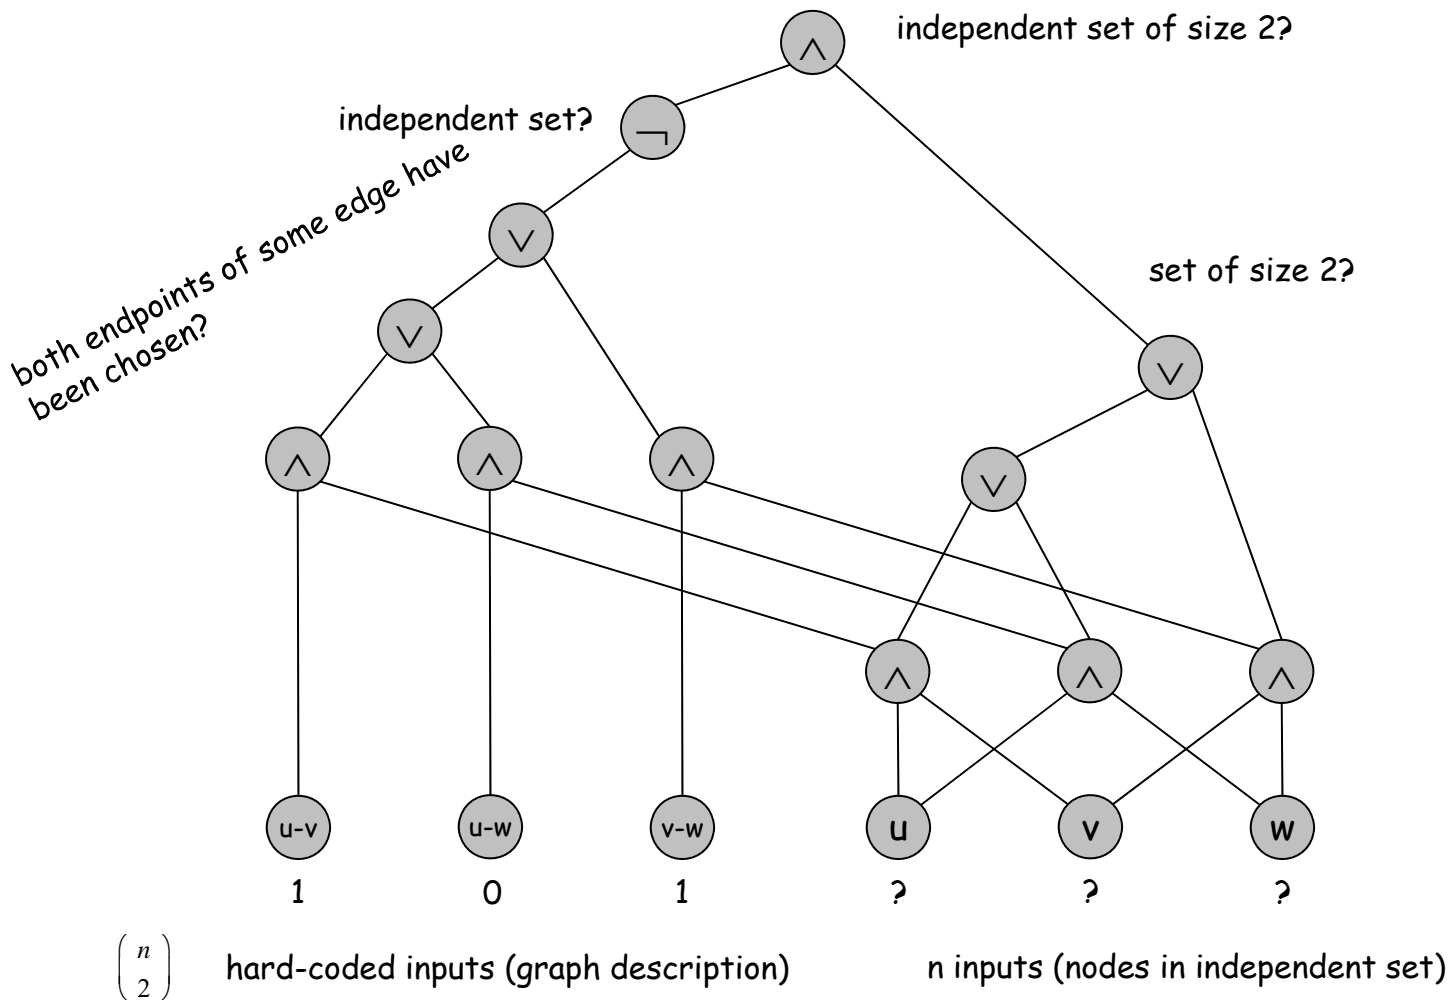 ∧
independent set of size 2?
independent set?
¬
both endpoints of some edge have
been chosen?
∨
set of size 2?
∨
∨
∧
∧
∧
∨
∧
∧
∧
u-v
u-w
v-w
u
v
w
1
0
1
?
?
?
(n
2)
hard-coded inputs (graph description)
n inputs (nodes in independent set)